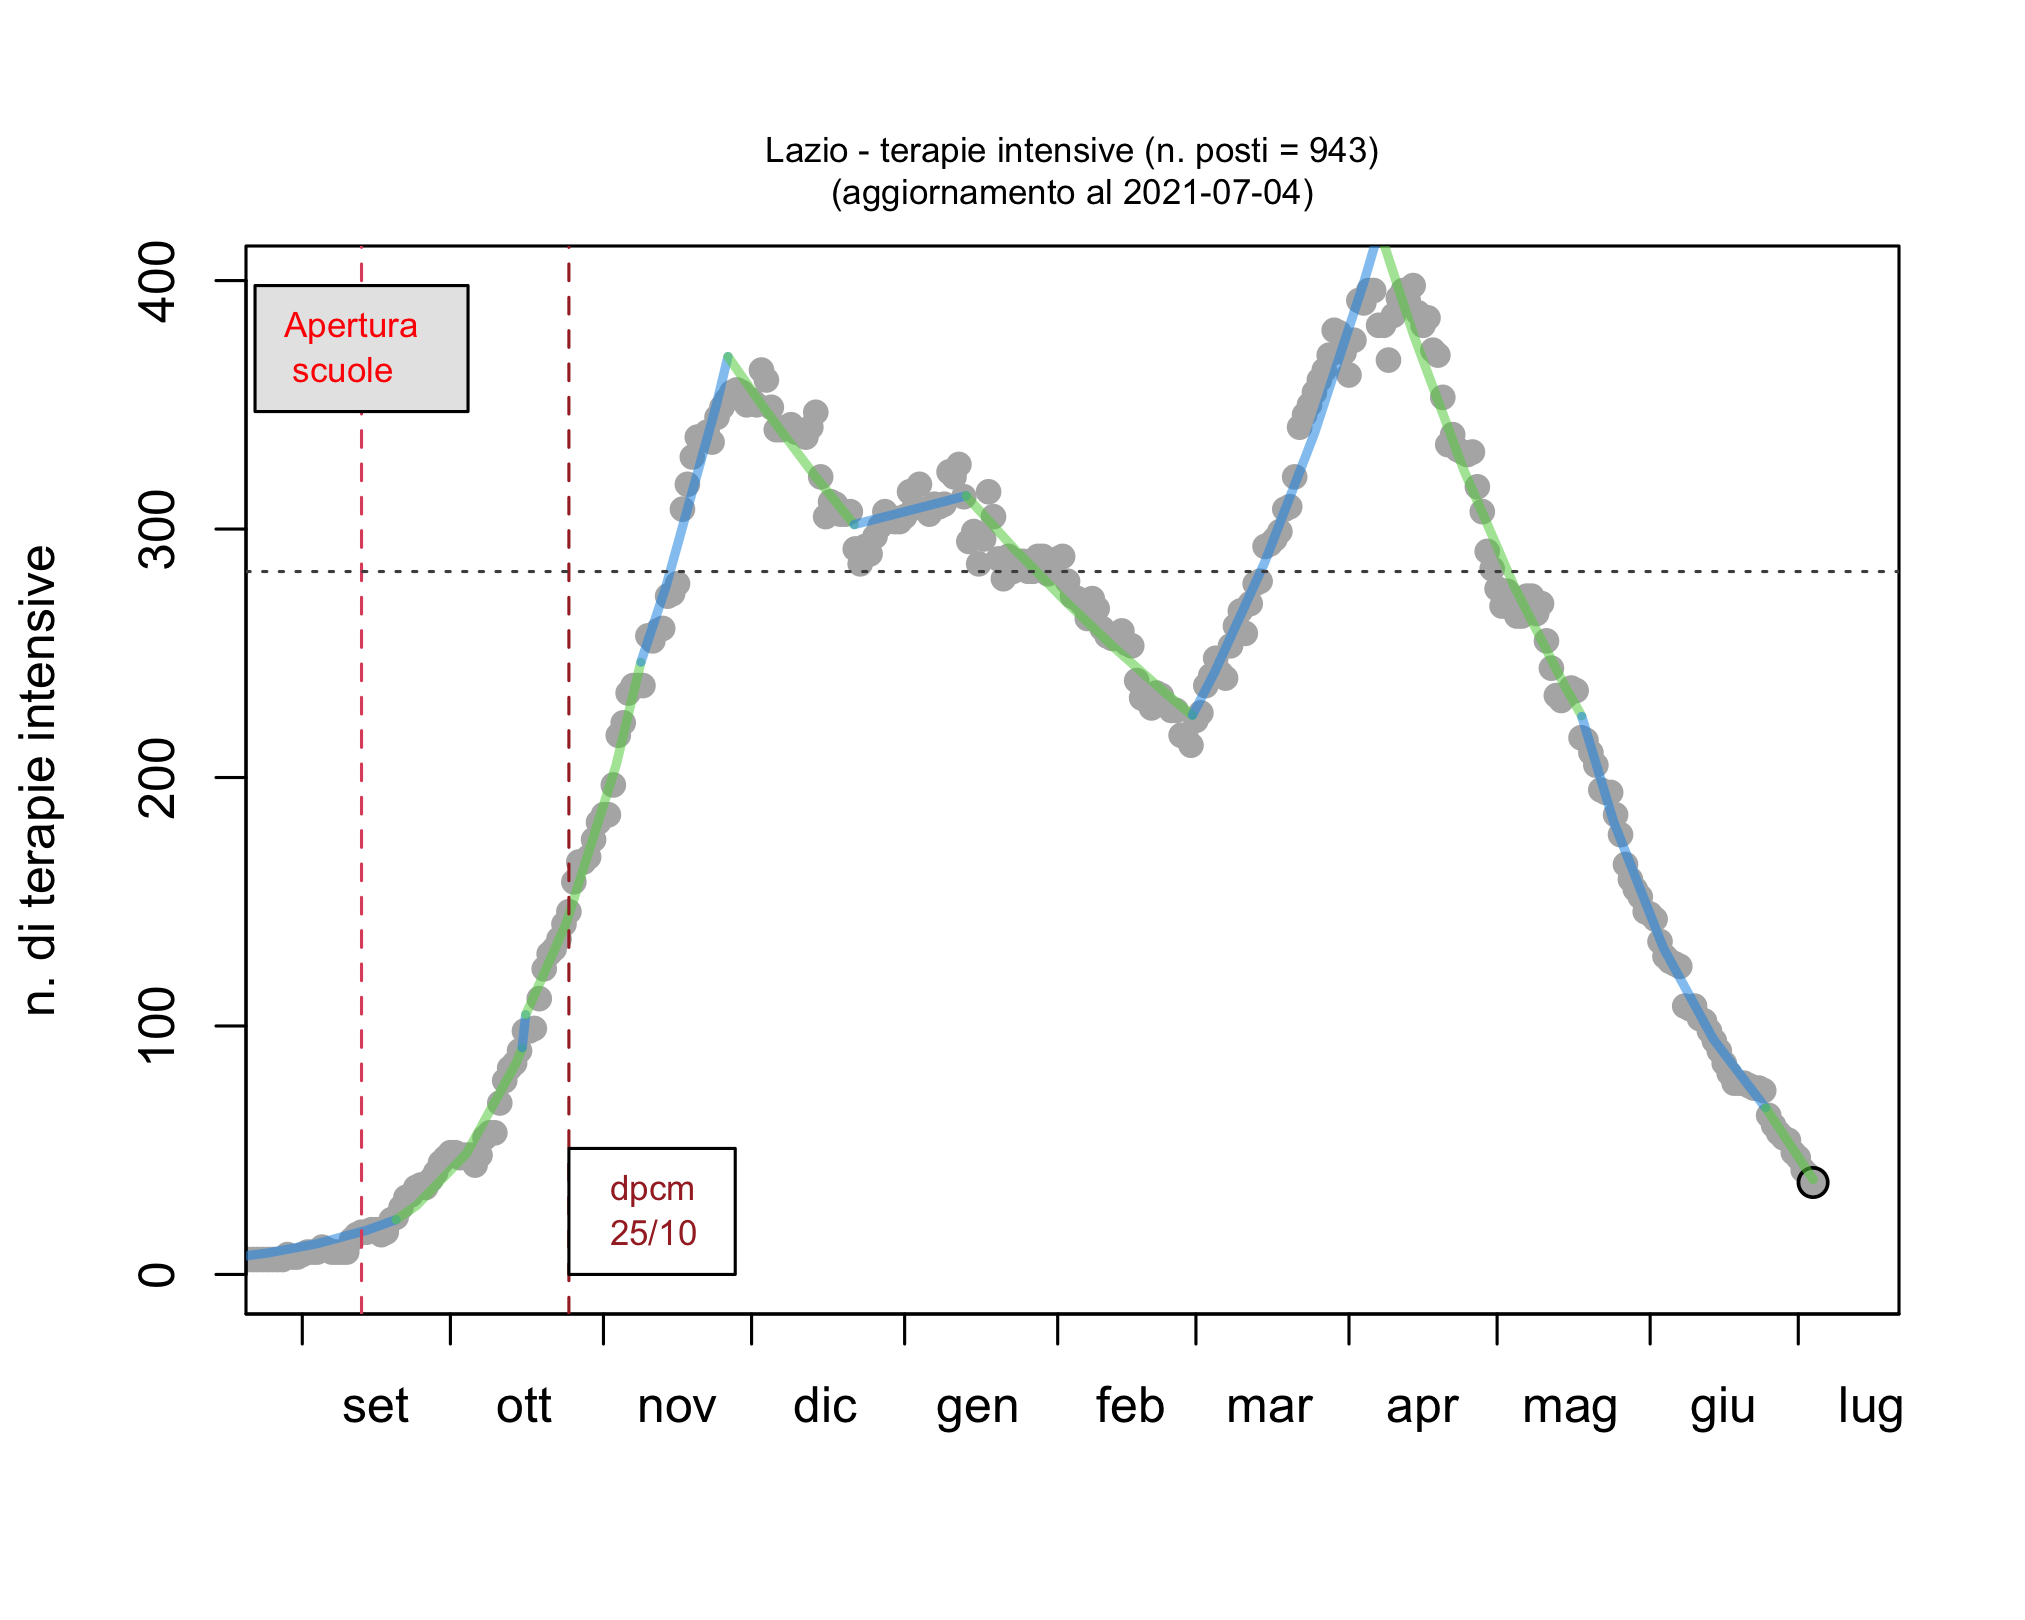 Lazio - terapie intensive (n. posti = 943)
(aggiornamento al 2021-07-04)
n. di terapie intensive
400
300
200
100
0
Apertura
scuole
dpcm
25/10
set ott nov dic gen feb mar apr mag giu lug